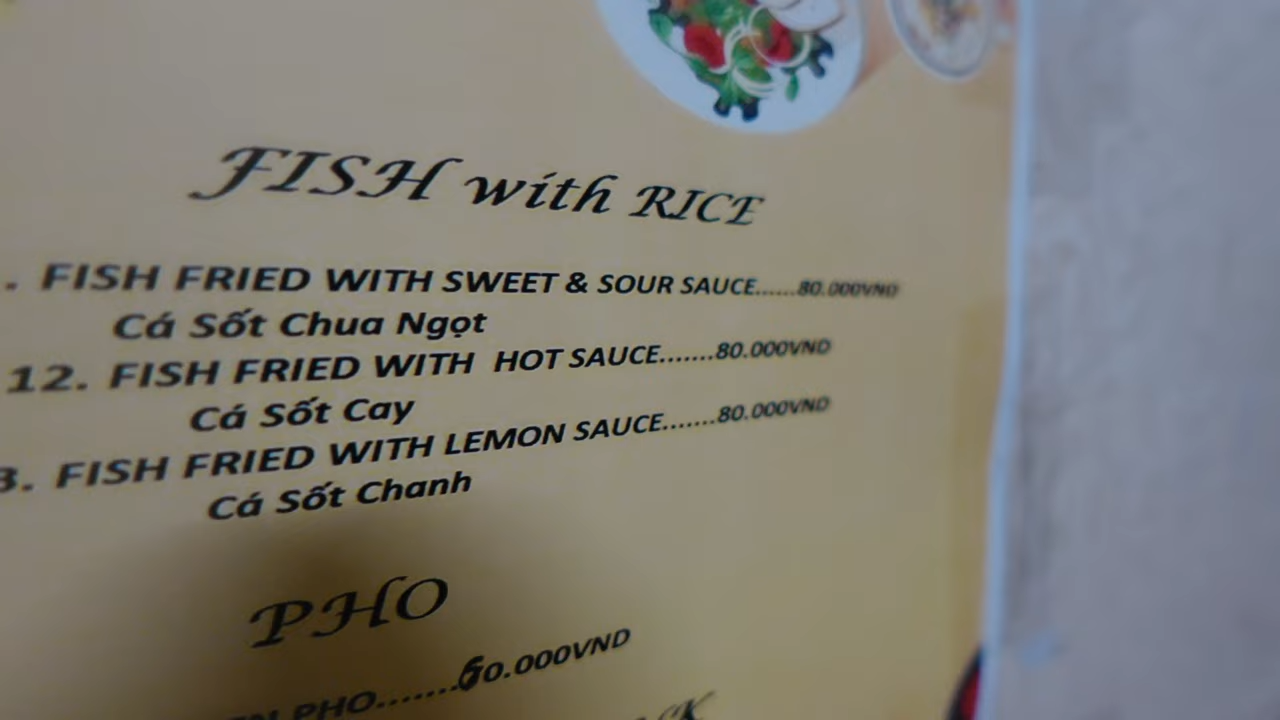 FISH with RICE
. FISH FRIED WITH SWEET & SOUR SAUCE......80.000VND
Cá Sốt Chua Ngọt
12. FISH FRIED WITH HOT SAUCE.......80.000VND
Cá Sốt Cay
3. FISH FRIED WITH LEMON SAUCE.......80.000VND
Cá Sốt Chanh
PHO
PHO.......60.000VND